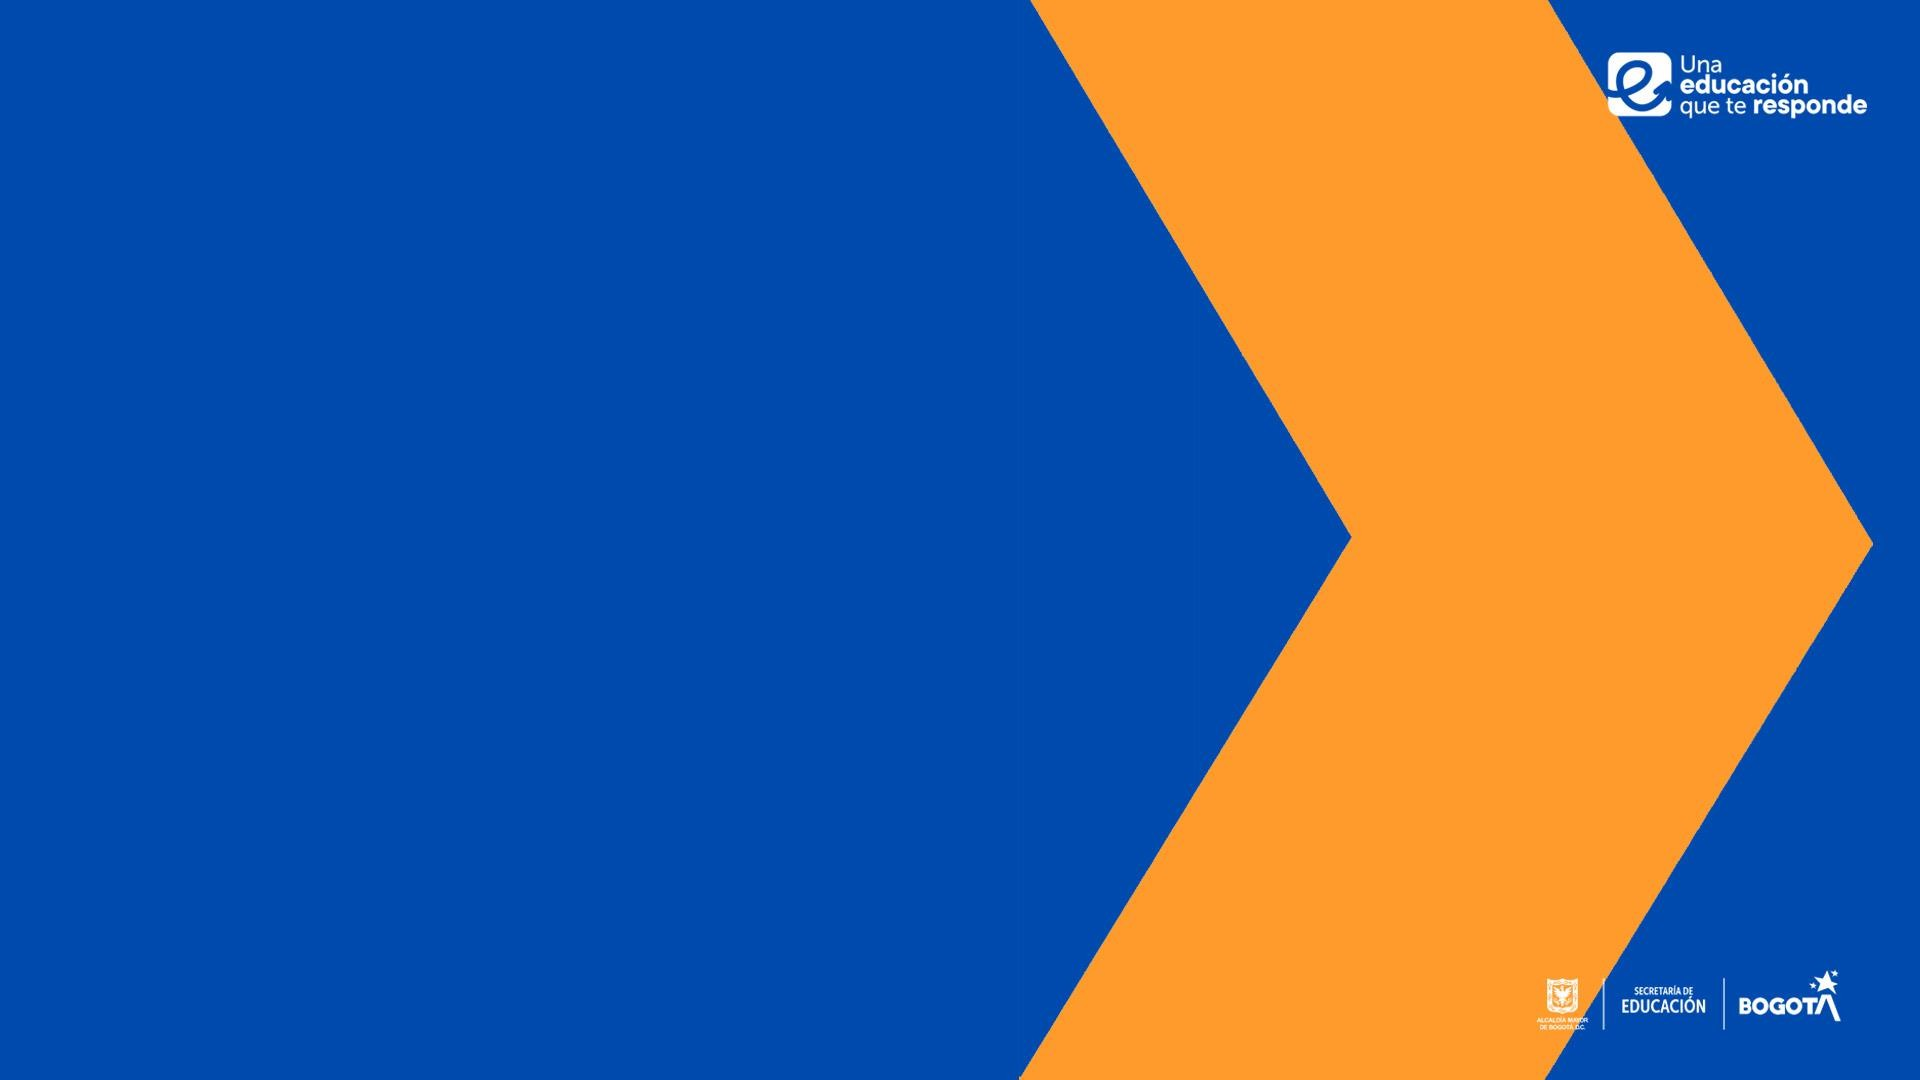 Una
educación
que te responde
ALCALDÍA MAYOR
DE BOGOTÁ D.C.
SECRETARÍA DE
EDUCACIÓN
BOGOTÁ